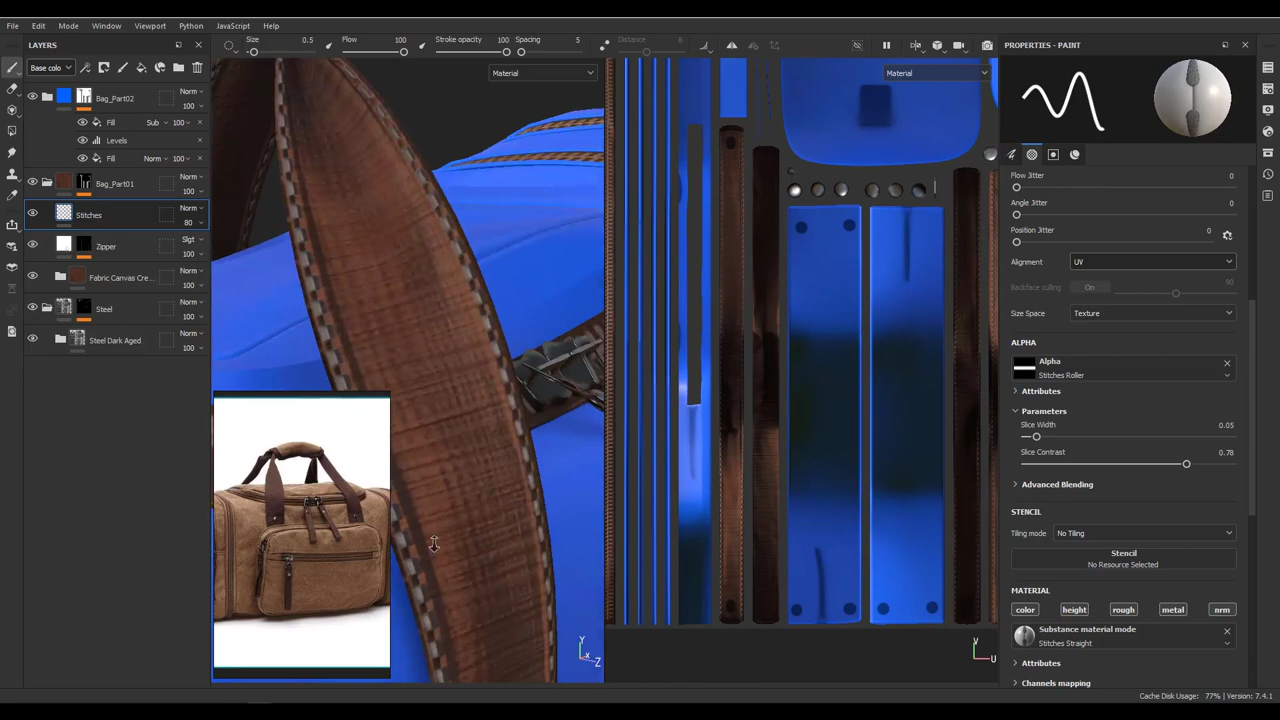 File Edit Mode Window Viewport Python JavaScript Help
LAYERS
Size 0.5 Flow 100 Stroke opacity 100 Spacing 5 Distance 8
PROPERTIES - PAINT
Base colo
Material
Material
Bag_Part02 Norm
100
Fill Sub 100
Levels
Fill Norm 100
Bag_Part01 Norm
100
Stitches Norm
80
Zipper Slgt
100
Fabric Canvas Cre... Norm
100
Steel Norm
100
Steel Dark Aged Norm
100
Flow Jitter 0
Angle Jitter 0
Position Jitter 0
Alignment UV
Backface culling On 90
Size Space Texture
ALPHA
Alpha
Stitches Roller
Attributes
Parameters
Slice Width 0.05
Slice Contrast 0.78
Advanced Blending
STENCIL
Tiling mode No Tiling
Stencil
No Resource Selected
MATERIAL
color height rough metal nrm
Substance material mode
Stitches Straight
Attributes
Channels mapping
Y
X
Z
V
U
Cache Disk Usage: 77% | Version: 7.4.1